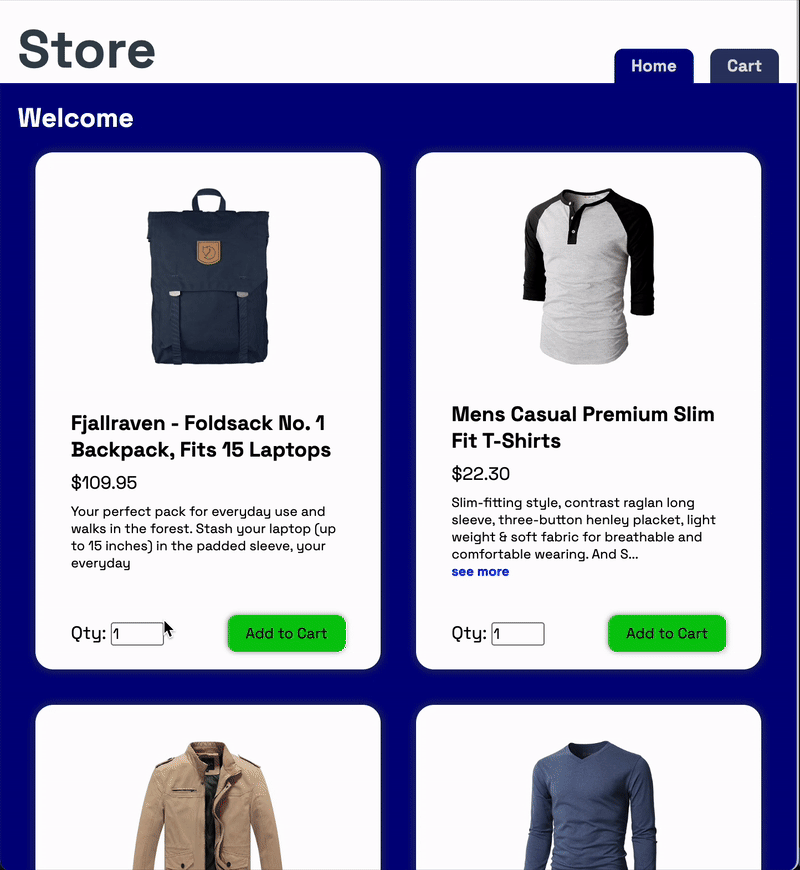 Store
Home
Cart
Welcome
Fjallraven - Foldsack No. 1
Backpack, Fits 15 Laptops
$109.95
Your perfect pack for everyday use and
walks in the forest. Stash your laptop (up
to 15 inches) in the padded sleeve, your
everyday
Qty: 1
Add to Cart
Mens Casual Premium Slim
Fit T-Shirts
$22.30
Slim-fitting style, contrast raglan long
sleeve, three-button henley placket, light
weight & soft fabric for breathable and
comfortable wearing. And S...
see more
Qty: 1
Add to Cart